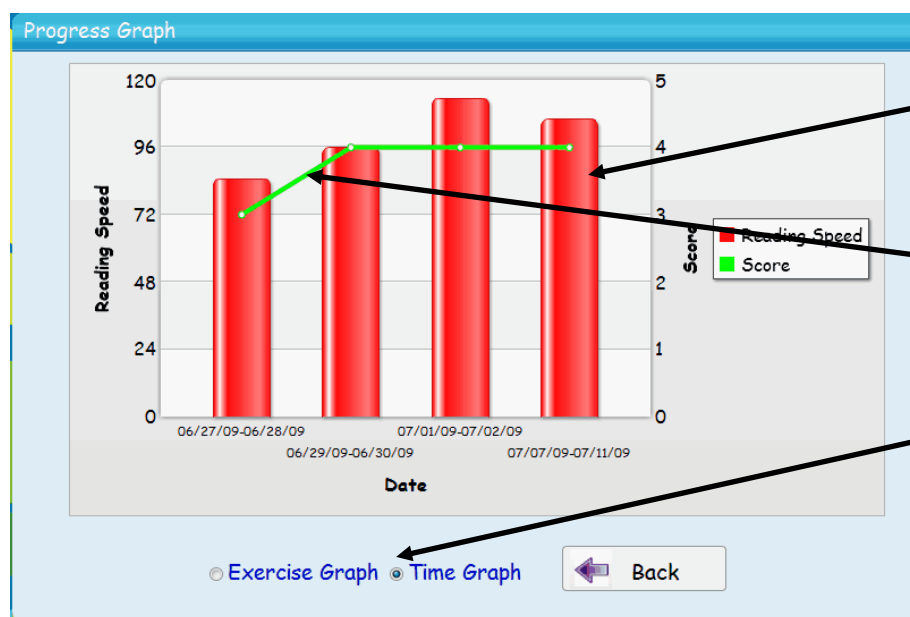 Progress Graph
120
96
72
48
24
0
Reading Speed
5
4
3
2
1
0
Score
Reading Speed
Score
06/27/09-06/28/09
06/29/09-06/30/09
07/01/09-07/02/09
07/07/09-07/11/09
Date
Exercise Graph
Time Graph
Back